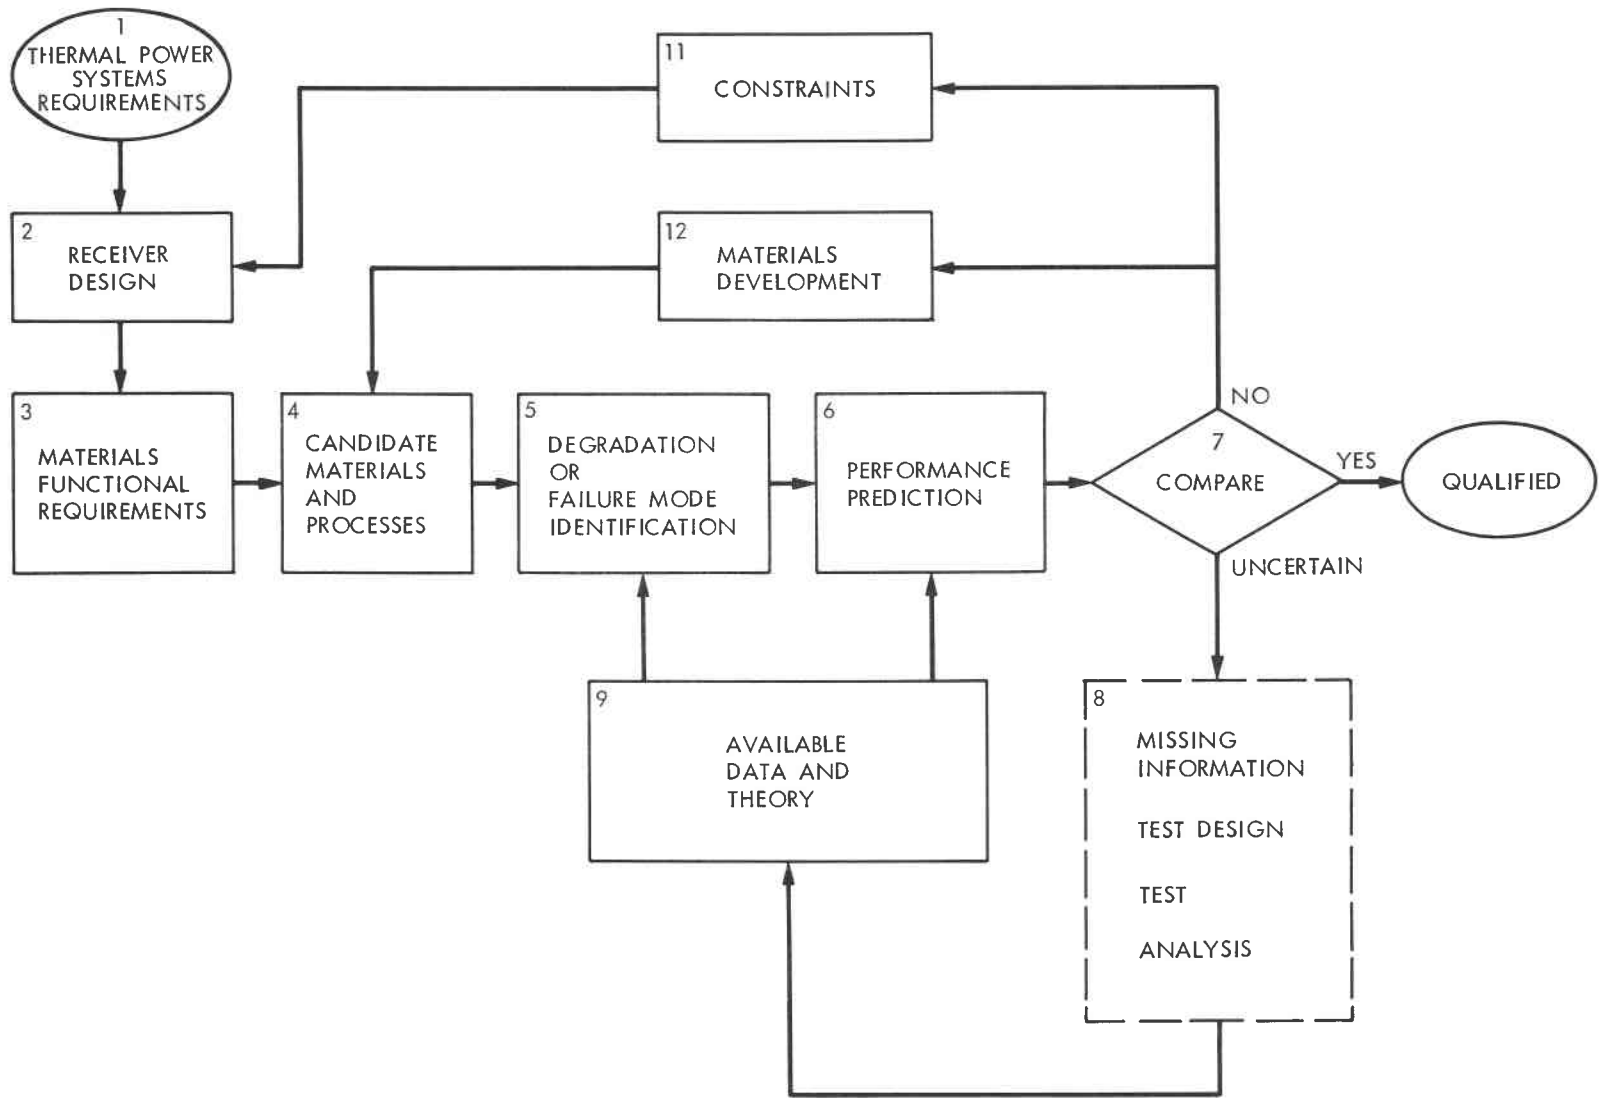 1
THERMAL POWER
SYSTEMS
REQUIREMENTS
11
CONSTRAINTS
2
RECEIVER
DESIGN
12
MATERIALS
DEVELOPMENT
3
MATERIALS
FUNCTIONAL
REQUIREMENTS
4
CANDIDATE
MATERIALS
AND
PROCESSES
5
DEGRADATION
OR
FAILURE MODE
IDENTIFICATION
6
PERFORMANCE
PREDICTION
NO
7
COMPARE
YES
QUALIFIED
UNCERTAIN
9
AVAILABLE
DATA AND
THEORY
8
MISSING
INFORMATION
TEST DESIGN
TEST
ANALYSIS